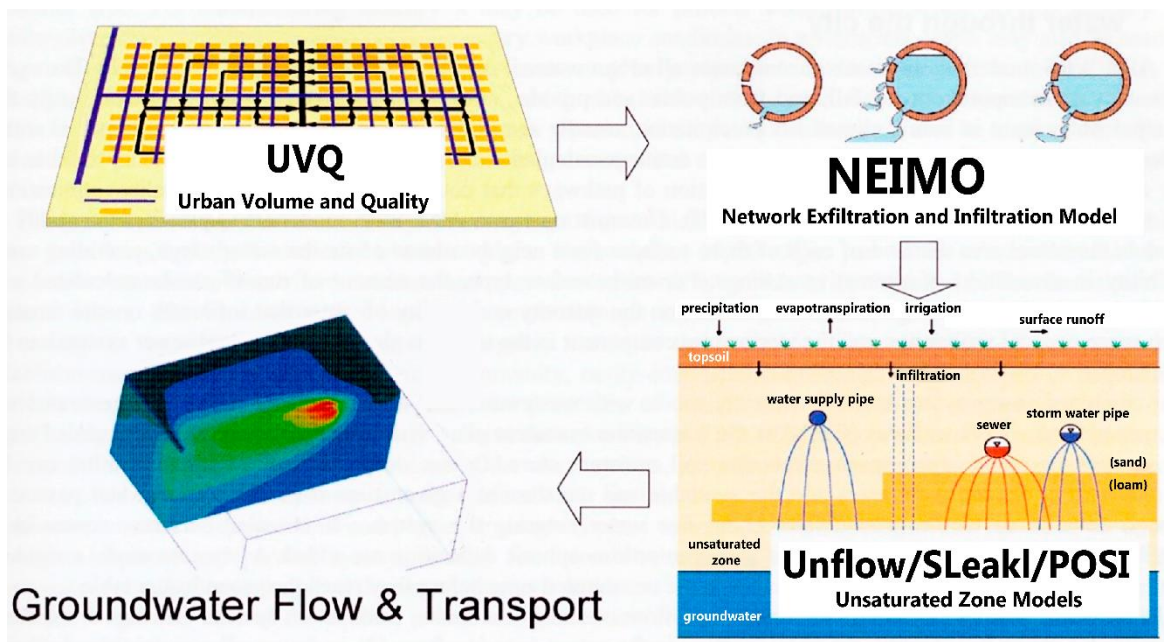 UVQ
Urban Volume and Quality
NEIMO
Network Exfiltration and Infiltration Model
precipitation
evapotranspiration
irrigation
surface runoff
topsoil
infiltration
water supply pipe
sewer
storm water pipe
(sand)
(loam)
unsaturated
zone
groundwater
Unflow/SLeakl/POSI
Unsaturated Zone Models
Groundwater Flow & Transport